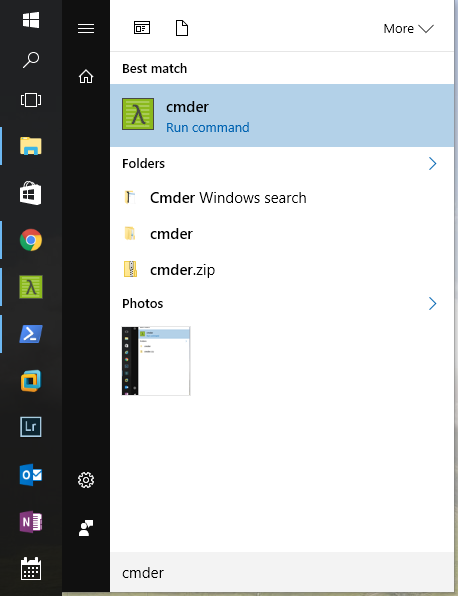 More
Best match
cmder
Run command
Folders
Cmder Windows search
cmder
cmder.zip
Photos
Lr
cmder